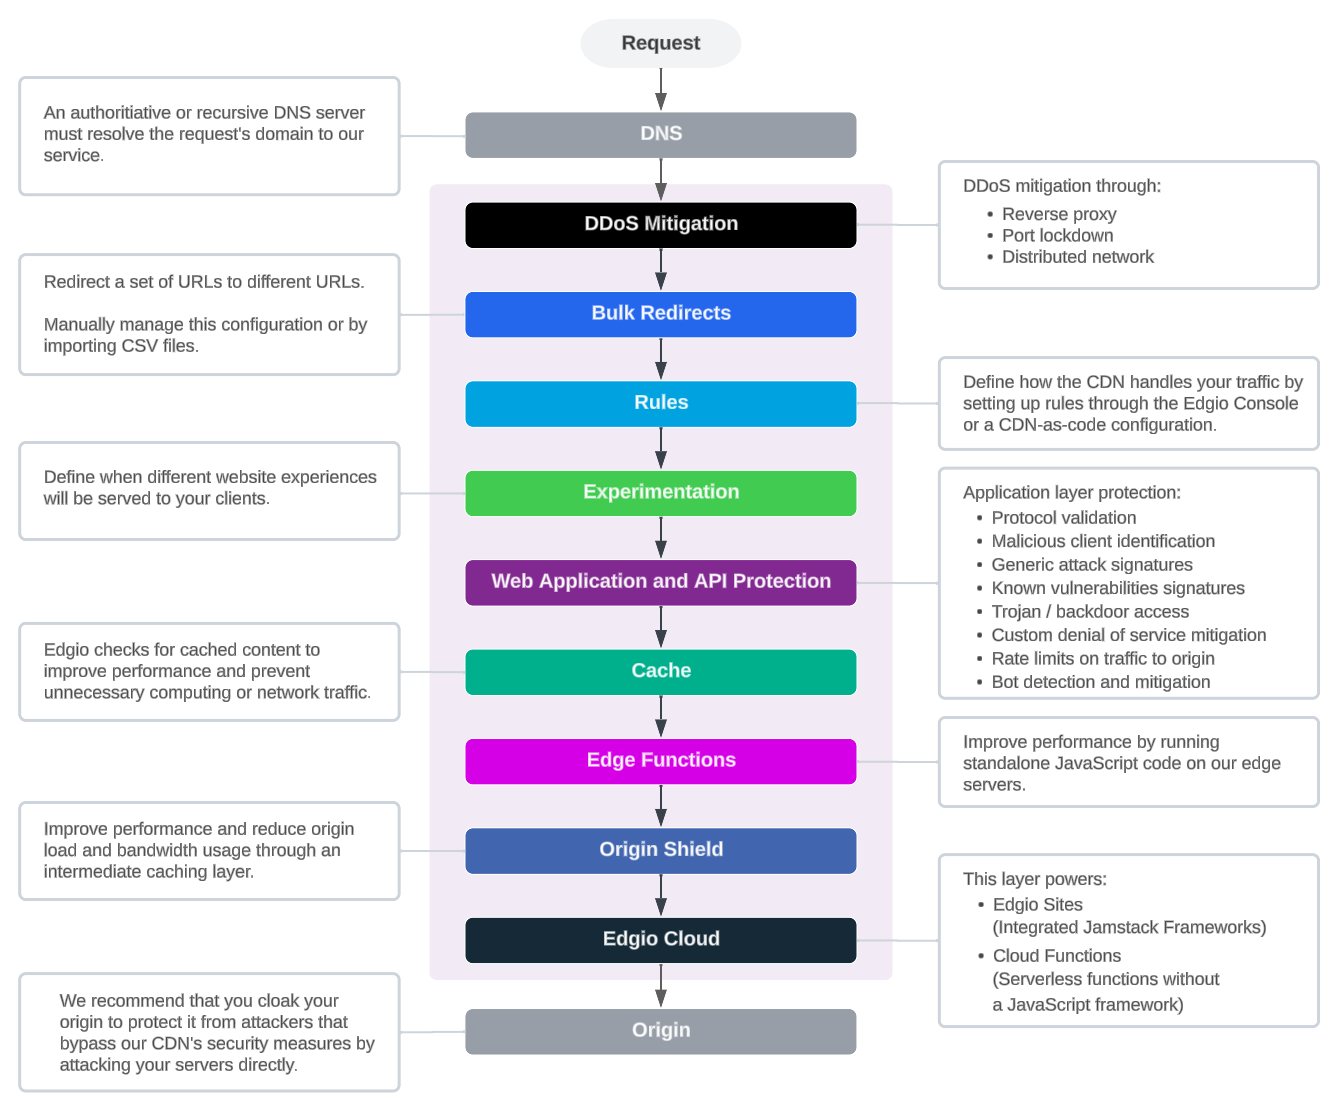 Request
An authoritiative or recursive DNS server
must resolve the request's domain to our
service.
DNS
DDoS Mitigation
DDoS mitigation through:
• Reverse proxy
• Port lockdown
• Distributed network
Redirect a set of URLs to different URLs.
Manually manage this configuration or by
importing CSV files.
Bulk Redirects
Rules
Define how the CDN handles your traffic by
setting up rules through the Edgio Console
or a CDN-as-code configuration.
Define when different website experiences
will be served to your clients.
Experimentation
Web Application and API Protection
Application layer protection:
• Protocol validation
• Malicious client identification
• Generic attack signatures
• Known vulnerabilities signatures
• Trojan / backdoor access
• Custom denial of service mitigation
• Rate limits on traffic to origin
• Bot detection and mitigation
Edgio checks for cached content to
improve performance and prevent
unnecessary computing or network traffic.
Cache
Edge Functions
Improve performance by running
standalone JavaScript code on our edge
servers.
Improve performance and reduce origin
load and bandwidth usage through an
intermediate caching layer.
Origin Shield
Edgio Cloud
This layer powers:
• Edgio Sites
(Integrated Jamstack Frameworks)
• Cloud Functions
(Serverless functions without
a JavaScript framework)
We recommend that you cloak your
origin to protect it from attackers that
bypass our CDN's security measures by
attacking your servers directly.
Origin